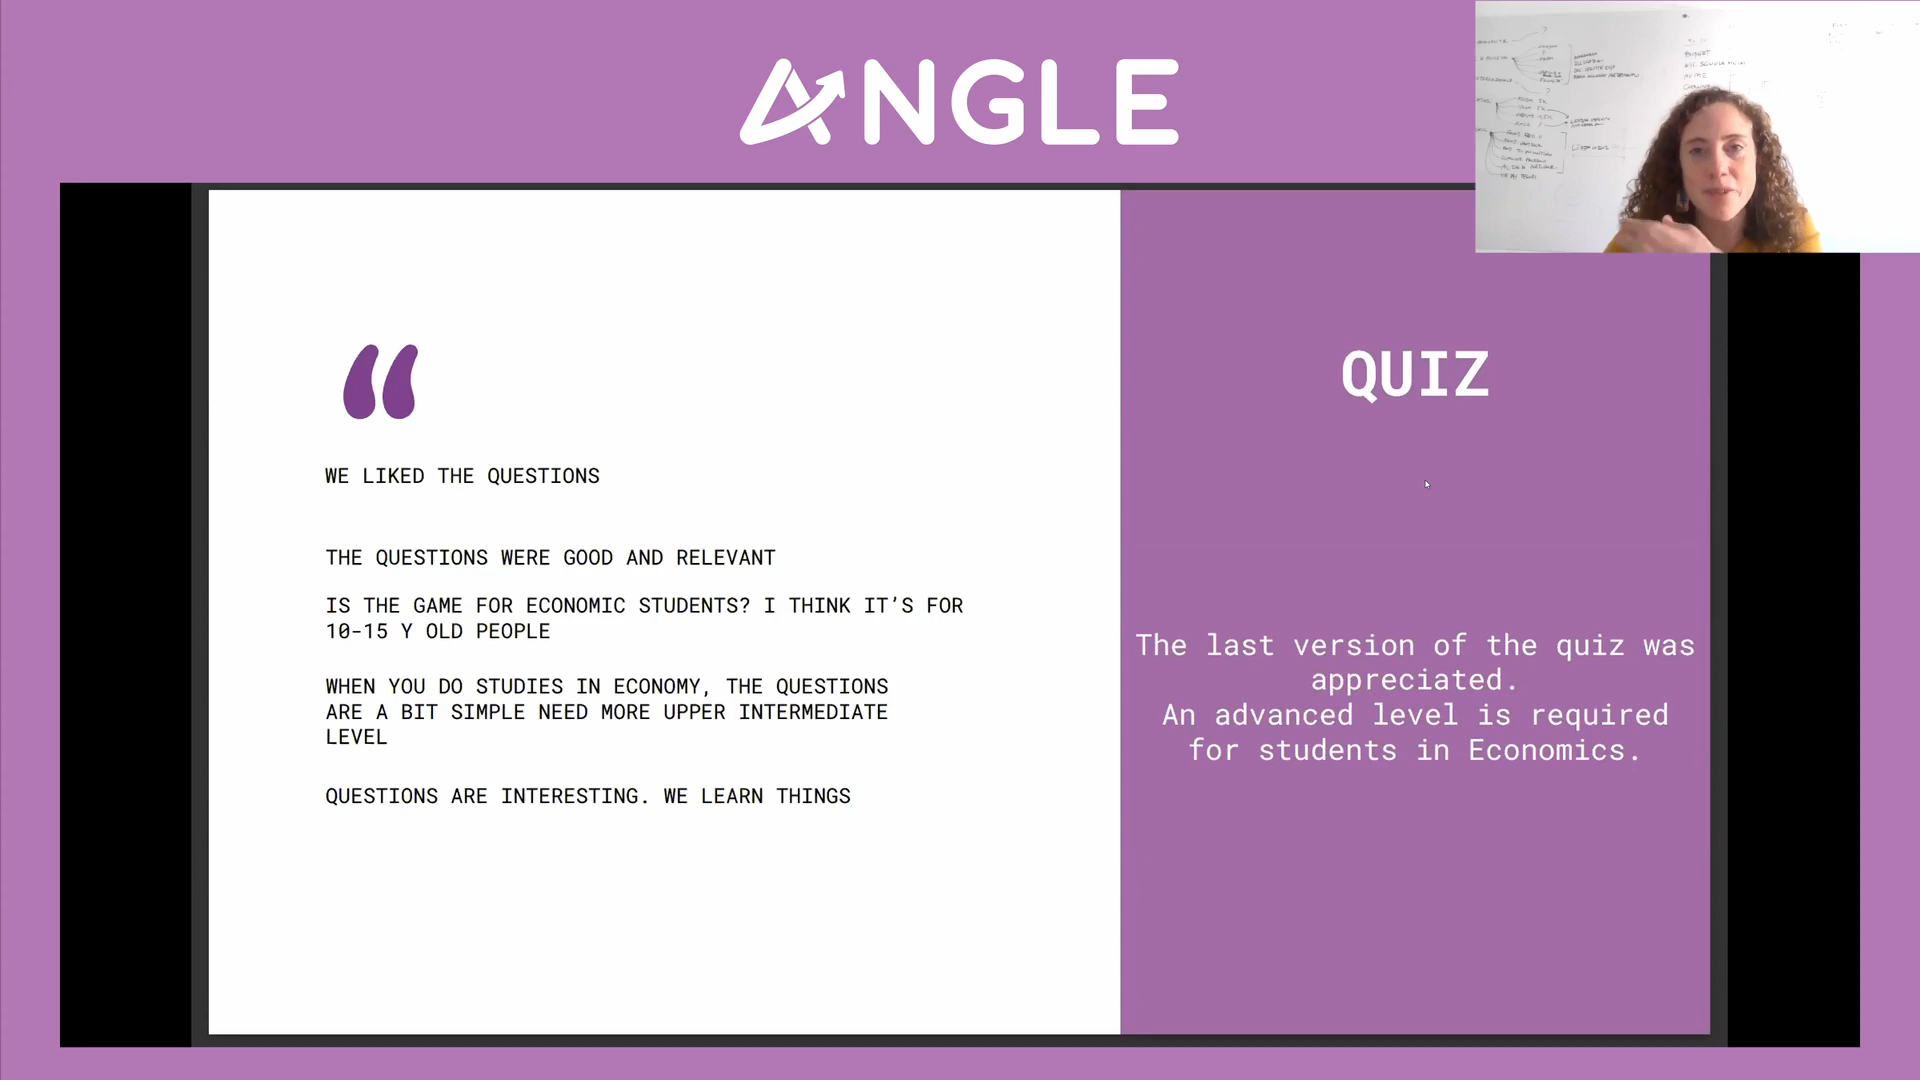 ANGLE
WE LIKED THE QUESTIONS
THE QUESTIONS WERE GOOD AND RELEVANT
IS THE GAME FOR ECONOMIC STUDENTS? I THINK IT’S FOR
10-15 Y OLD PEOPLE
WHEN YOU DO STUDIES IN ECONOMY, THE QUESTIONS
ARE A BIT SIMPLE NEED MORE UPPER INTERMEDIATE
LEVEL
QUESTIONS ARE INTERESTING. WE LEARN THINGS
QUIZ
The last version of the quiz was
appreciated.
An advanced level is required
for students in Economics.
BUDGET